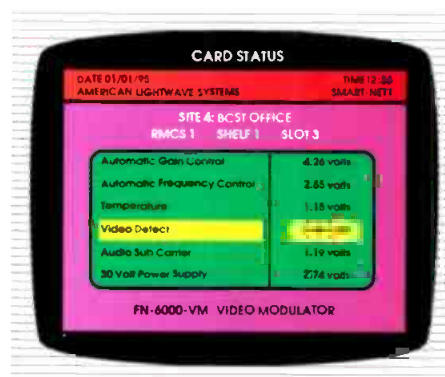 CARD STATUS
DATE 01/01/95 TIME 12:
AMERICAN LIGHTWAVE SYSTEMS SMART-NET1
SITE 4: BCST OFFICE
RMCS 1 SHELF 1 SLOT 3
Automatic Gain Control 4.26 volts
Automatic Frequency Control 2.85 volts
Temperature 1.15 volts
Video Detect
Audio Sub Carrier 1.19 volts
30 Volt Power Supply 2.74 volts
FN-6000-VM VIDEO MODULATOR